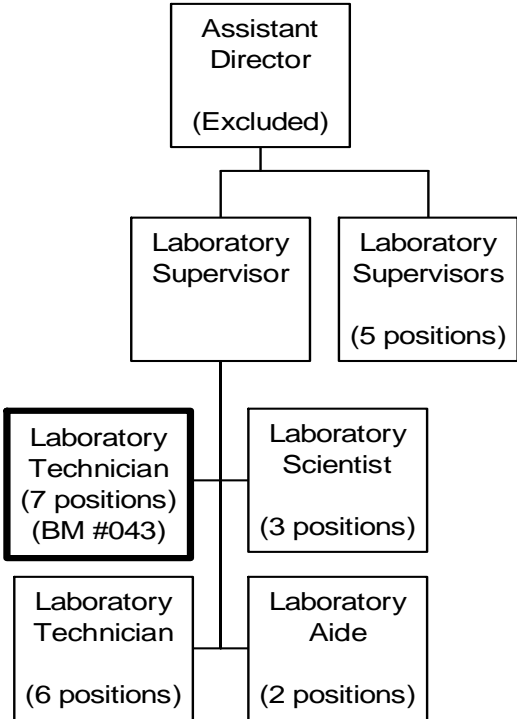 Assistant
Director
(Excluded)
Laboratory
Supervisor
Laboratory
Supervisors
(5 positions)
Laboratory
Technician
(7 positions)
(BM #043)
Laboratory
Scientist
(3 positions)
Laboratory
Technician
(6 positions)
Laboratory
Aide
(2 positions)